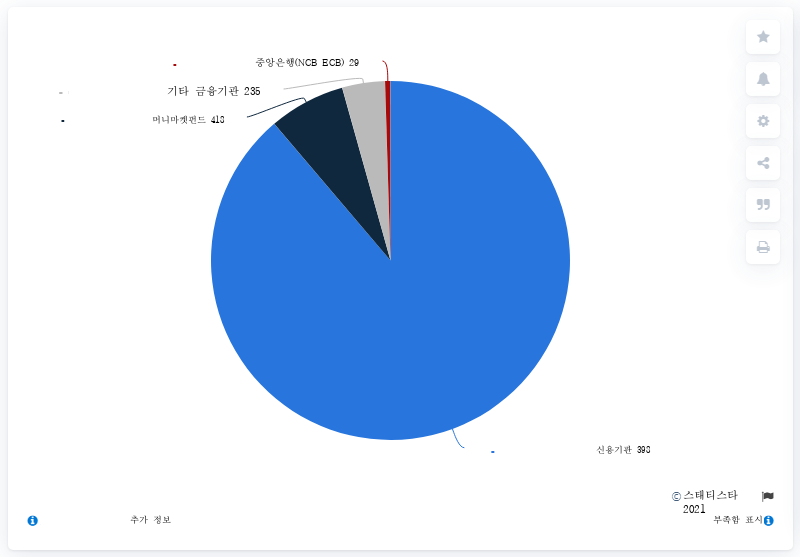 중앙은행(NCB ECB) 29
기타 금융기관 235
머니마켓펀드 418
신용기관 398
© 스태티스타
2021
추가 정보
부족함 표시